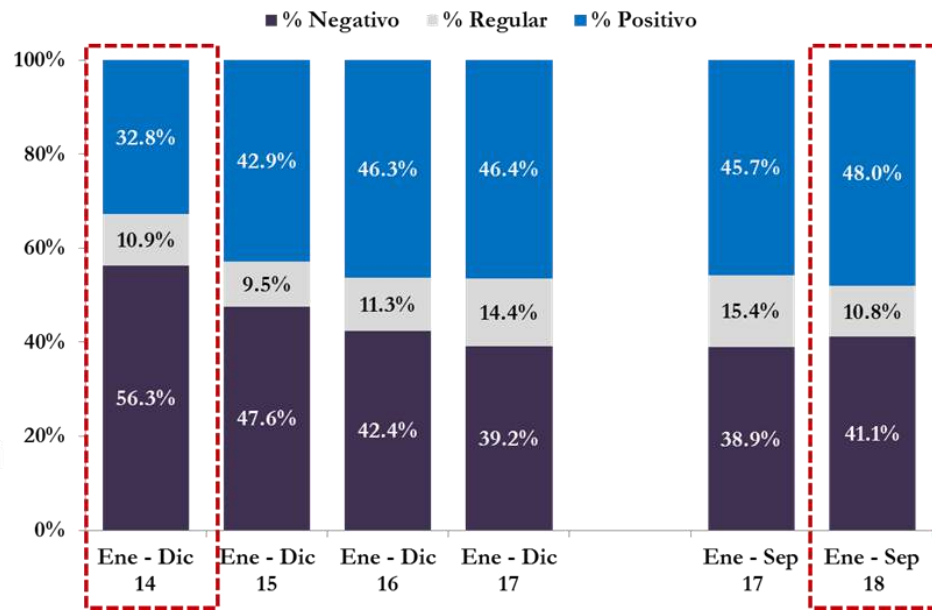 % Negativo % Regular % Positivo
100%
80%
60%
40%
20%
0%
32.8% 42.9% 46.3% 46.4% 45.7% 48.0%
10.9% 9.5% 11.3% 14.4% 15.4% 10.8%
56.3% 47.6% 42.4% 39.2% 38.9% 41.1%
Ene - Dic Ene - Dic Ene - Dic Ene - Dic Ene - Sep Ene - Sep
14 15 16 17 17 18